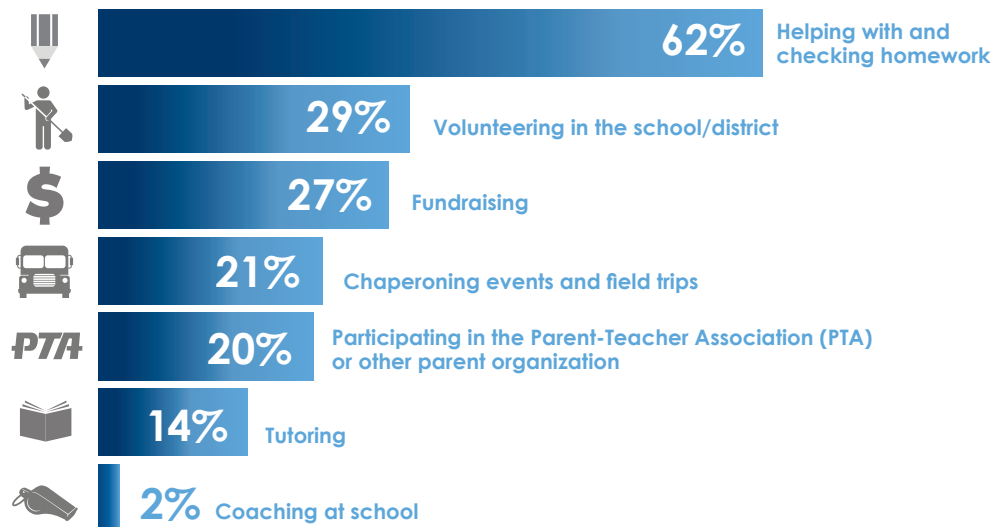 62%
Helping with and
checking homework
29%
Volunteering in the school/district
27%
Fundraising
21%
Chaperoning events and field trips
PTA
20%
Participating in the Parent-Teacher Association (PTA)
or other parent organization
14%
Tutoring
2%
Coaching at school